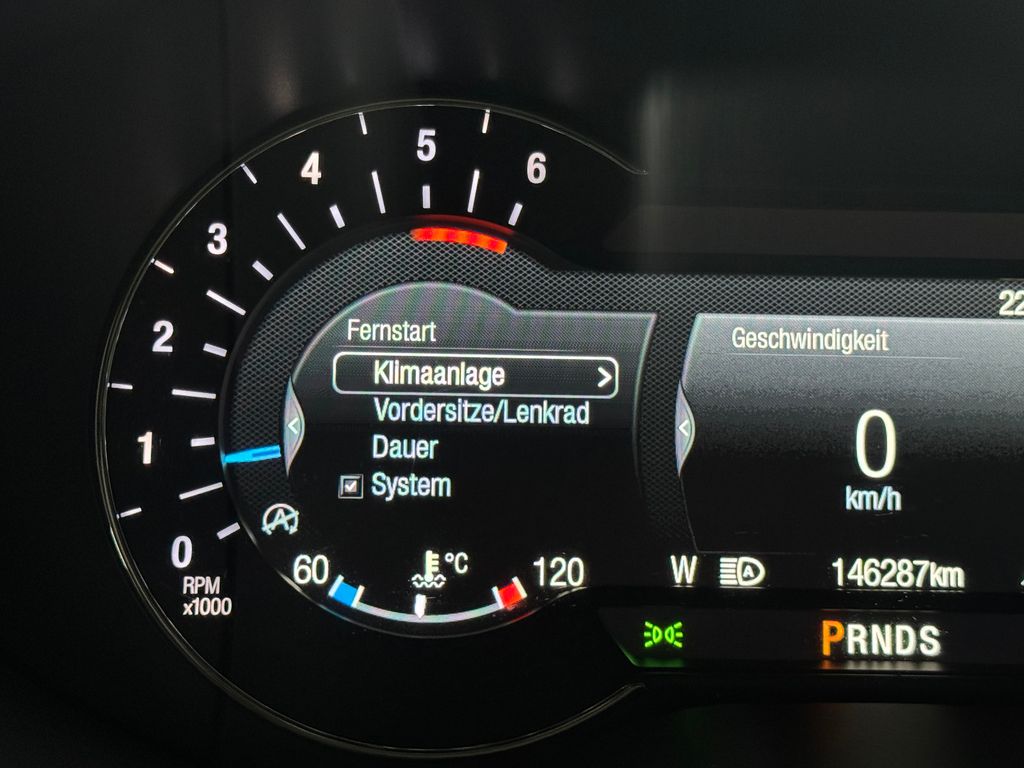 0
1
2
3
4
5
6
RPM
x1000
Fernstart
Klimaanlage >
Vordersitze/Lenkrad
Dauer
System
60
°C
120
22
Geschwindigkeit
0
km/h
W
A
146287km
PRNDS